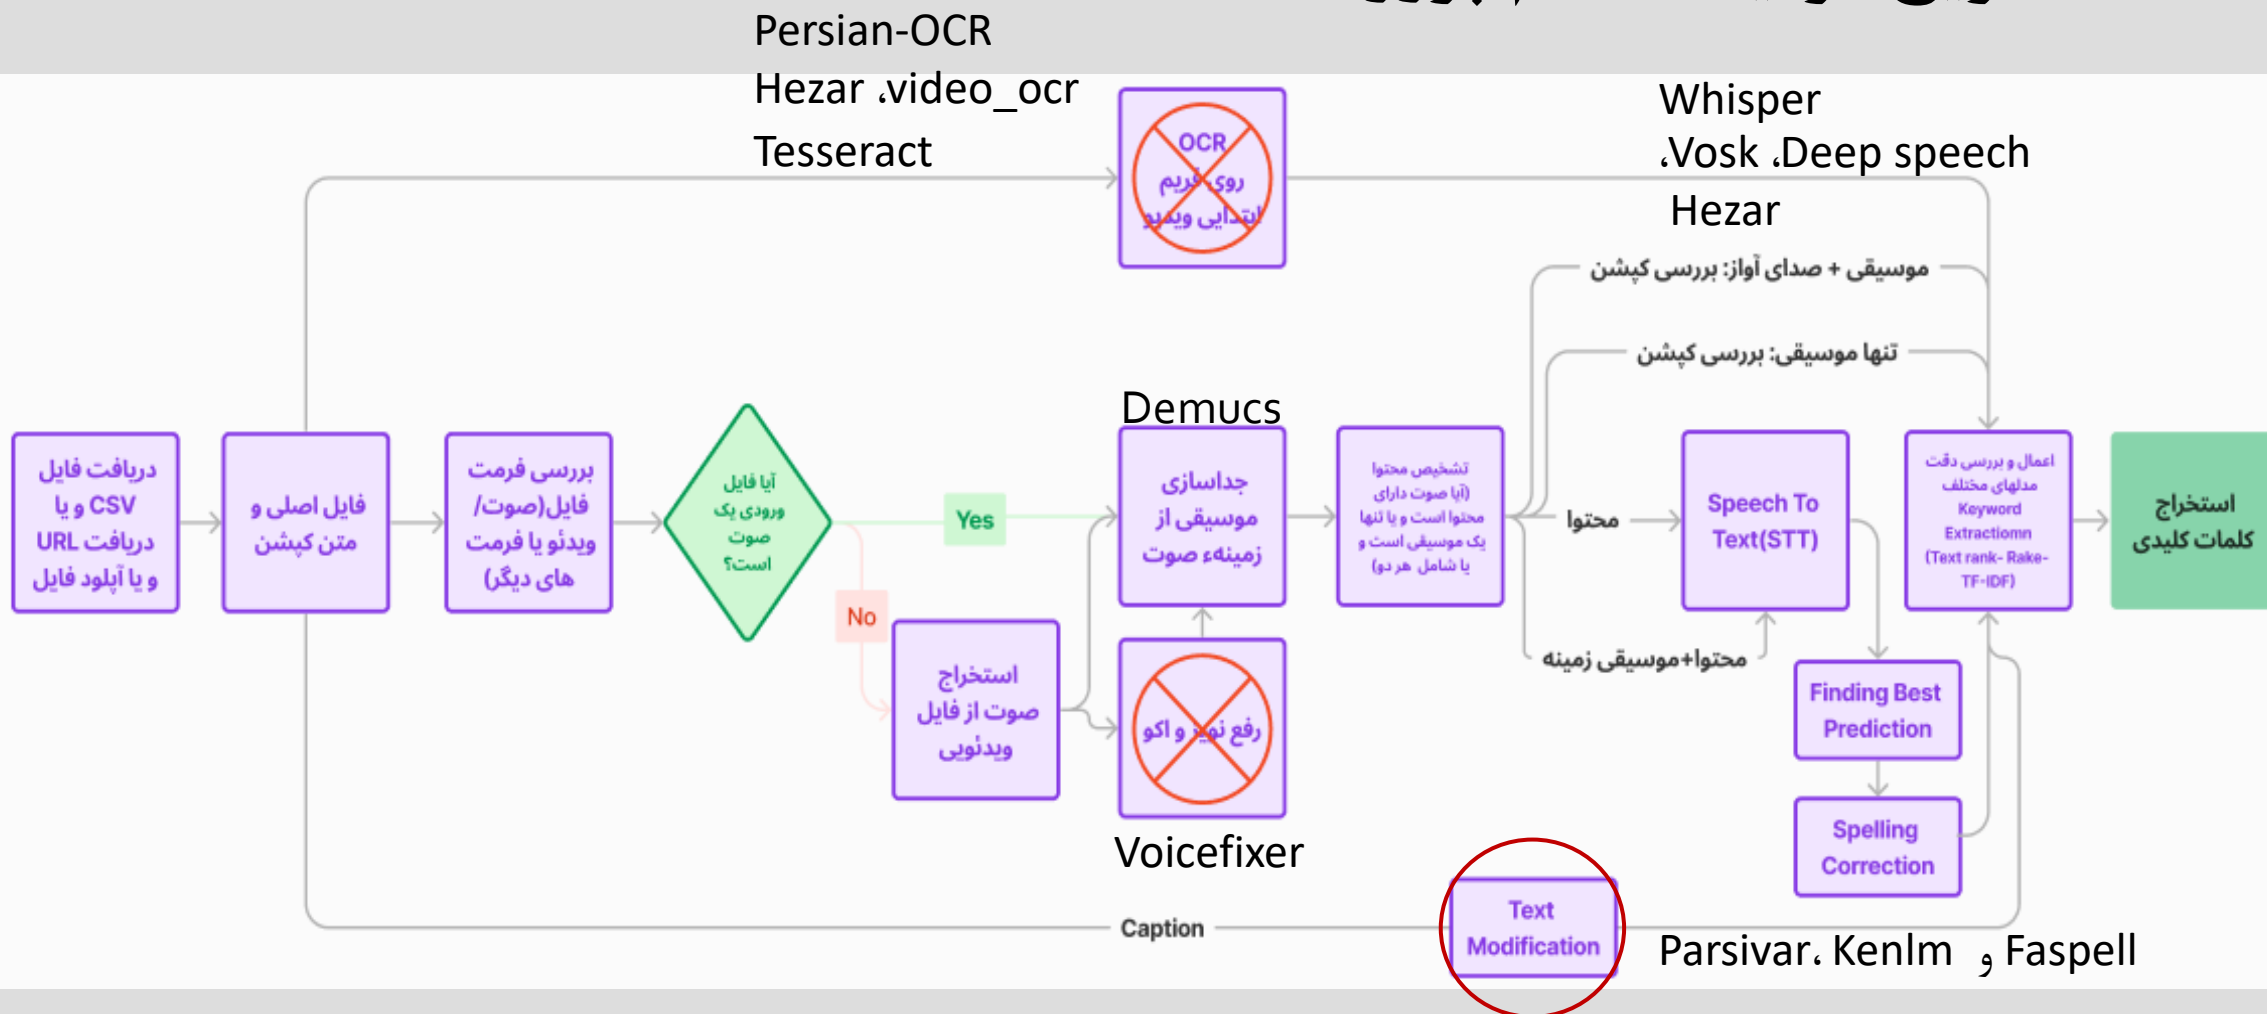 Persian-OCR
Hezar ،video_ocr
Tesseract
OCR
روی فریم
ابتدایی ویدیو
Whisper
،Vosk ،Deep speech
Hezar
موسیقی + صدای آواز: بررسی کپشن
تنها موسیقی: بررسی کپشن
دریافت فایل
CSV و یا
دریافت URL
و یا آپلود فایل
فایل اصلی و
متن کپشن
بررسی فرمت
فایل(صوت/
ویدئو یا فرمت
های دیگر)
آیا فایل
ورودی یک
صوت
است؟
Yes
No
استخراج
صوت از فایل
ویدئویی
Demucs
جداسازی
موسیقی از
زمینهء صوت
رفع نویز و اکو
Voicefixer
تشخیص محتوا
(آیا صوت دارای
محتوا است و یا تنها
یک موسیقی است و
یا شامل هر دو)
محتوا
محتوا+موسیقی زمینه
Speech To
Text(STT)
Finding Best
Prediction
Spelling
Correction
اعمال و بررسی دقت
مدلهای مختلف
Keyword
Extractiomn
(Text rank- Rake-
TF-IDF)
استخراج
کلمات کلیدی
Caption
Text
Modification
Parsivar، Kenlm و Faspell